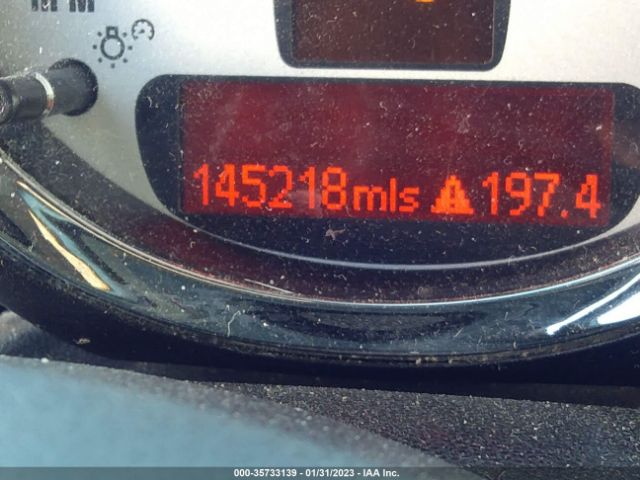 145218mls 197.4
000-35733139 - 01/31/2023 - IAA Inc.